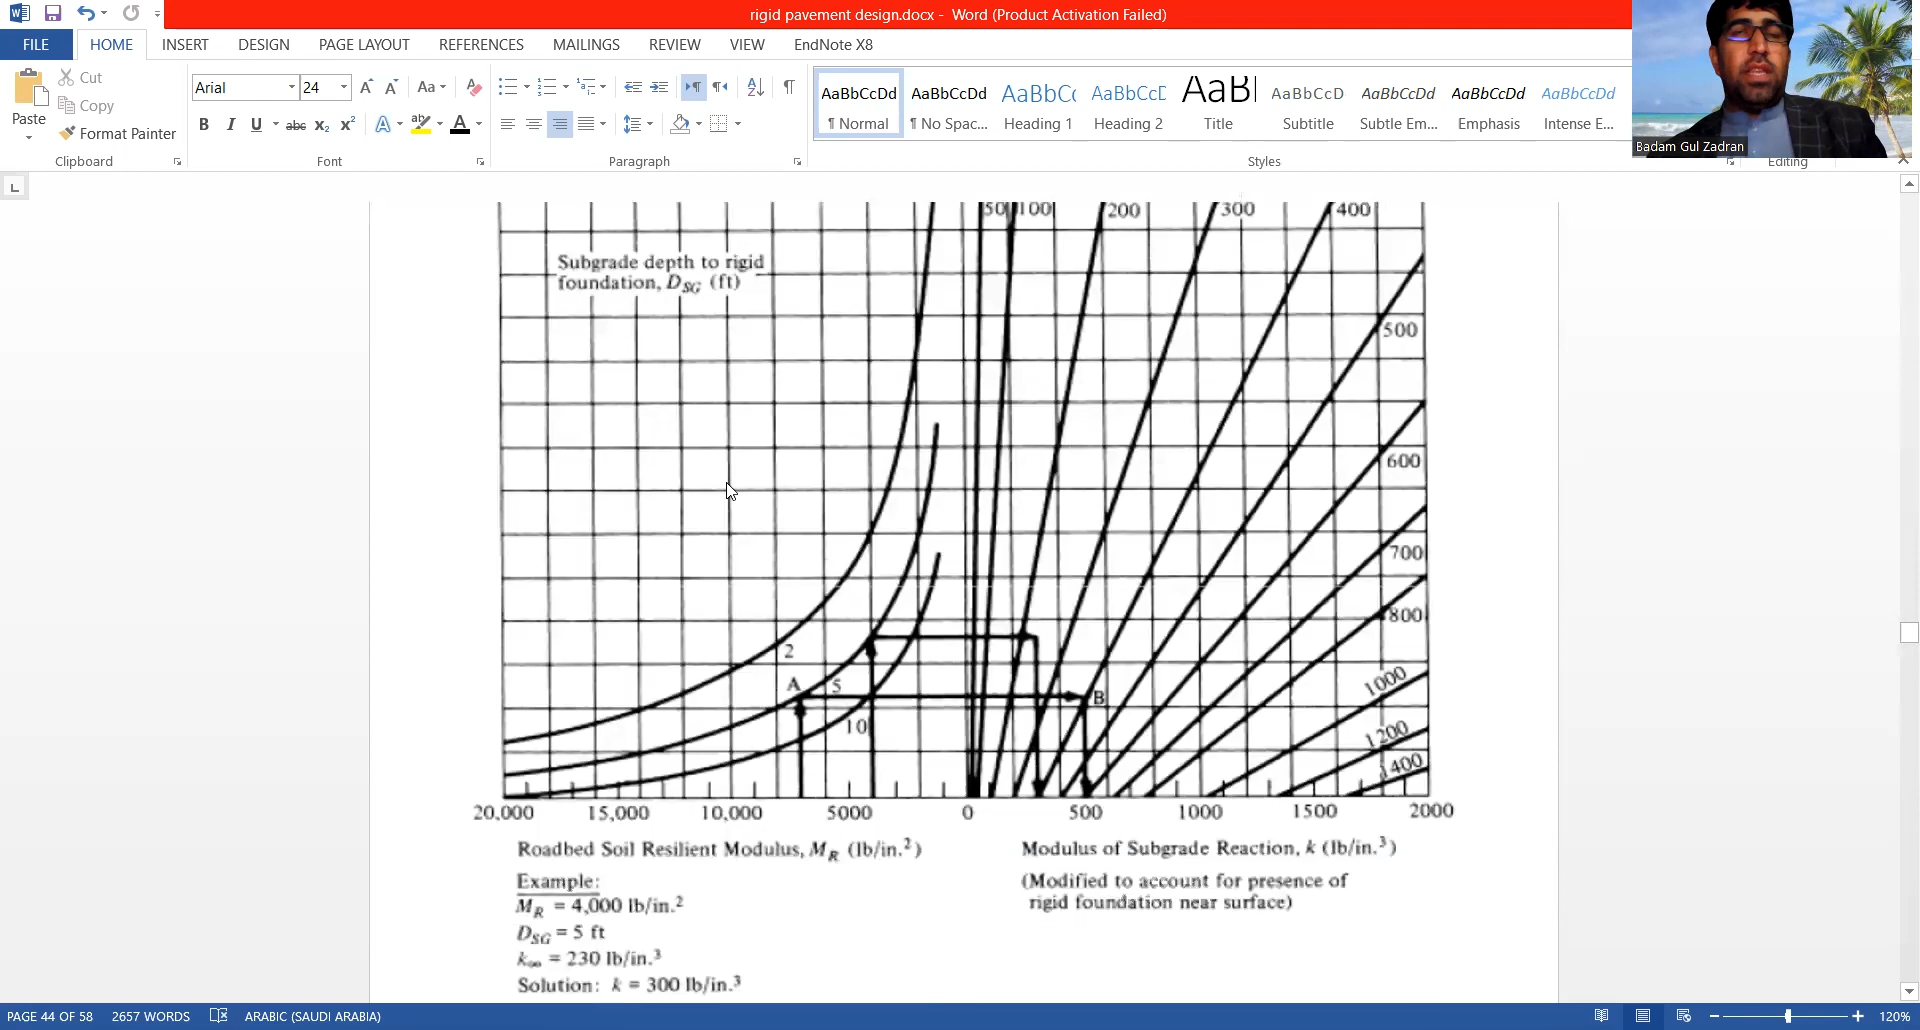 rigid pavement design.docx - Word (Product Activation Failed)
FILE HOME INSERT DESIGN PAGE LAYOUT REFERENCES MAILINGS REVIEW VIEW EndNote X8
Paste
Cut
Copy
Format Painter
Clipboard
Arial 24
Font
Paragraph
AaBbCcDd AaBbCcDd AaBbC AaBbCcD AaB AaBbCcD AaBbCcDd AaBbCcDd AaBbCcDd
¶ Normal ¶ No Spac... Heading 1 Heading 2 Title Subtitle Subtle Em... Emphasis Intense E...
Styles
Editing
Badam Gul Zadran
Subgrade depth to rigid
foundation, DSG (ft)
50 100 200 300 400
500
600
700
800
1000
1200
1400
2
A 5
B
10
20,000 15,000 10,000 5000 0 500 1000 1500 2000
Roadbed Soil Resilient Modulus, MR (lb/in.²)
Modulus of Subgrade Reaction, k (lb/in.³)
(Modified to account for presence of
rigid foundation near surface)
Example:
MR = 4,000 lb/in.²
DSG = 5 ft
k∞ = 230 lb/in.³
Solution: k = 300 lb/in.³
PAGE 44 OF 58 2657 WORDS ARABIC (SAUDI ARABIA) 120%